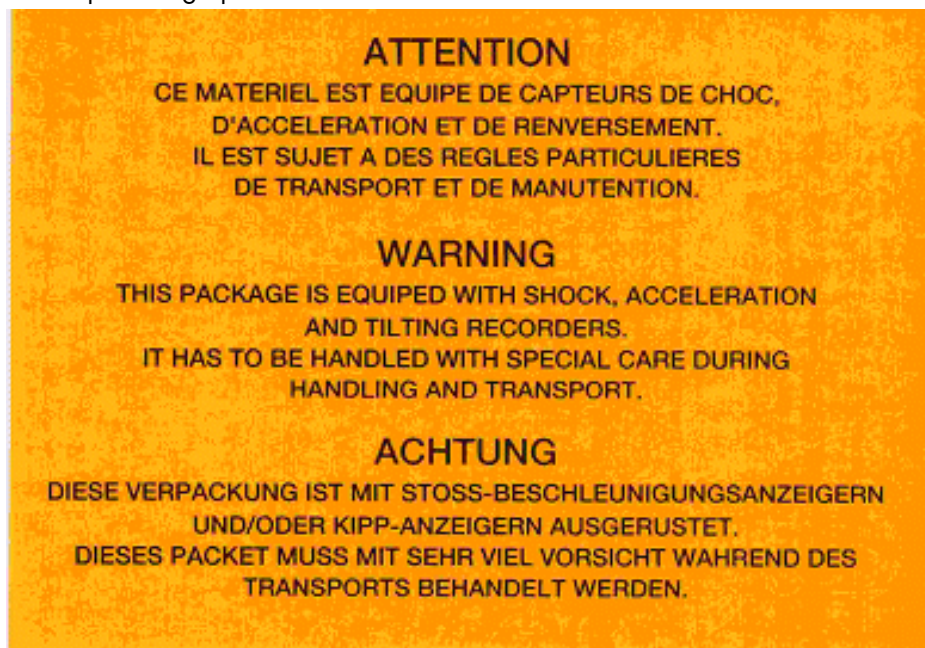 ATTENTION
CE MATERIEL EST EQUIPE DE CAPTEURS DE CHOC,
D'ACCELERATION ET DE RENVERSEMENT.
IL EST SUJET A DES REGLES PARTICULIERES
DE TRANSPORT ET DE MANUTENTION.
WARNING
THIS PACKAGE IS EQUIPED WITH SHOCK, ACCELERATION
AND TILTING RECORDERS.
IT HAS TO BE HANDLED WITH SPECIAL CARE DURING
HANDLING AND TRANSPORT.
ACHTUNG
DIESE VERPACKUNG IST MIT STOSS-BESCHLEUNIGUNGSANZEIGERN
UND/ODER KIPP-ANZEIGERN AUSGERUSTET.
DIESES PACKET MUSS MIT SEHR VIEL VORSICHT WAHREND DES
TRANSPORTS BEHANDELT WERDEN.